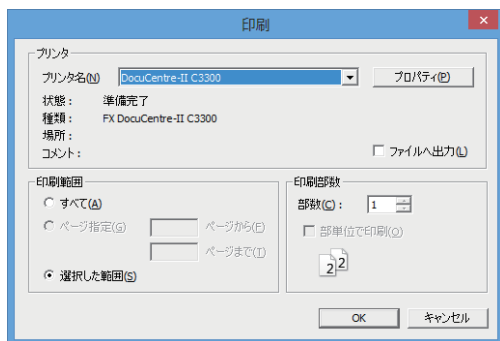 印刷
プリンタ
プリンタ名(N) DocuCentre-II C3300 プロパティ(P)
状態： 準備完了
種類： FX DocuCentre-II C3300
場所：
コメント： ファイルへ出力(L)
印刷範囲
すべて(A)
ページ指定(G) ページから(F)
ページまで(T)
選択した範囲(S)
印刷部数
部数(C)： 1
部単位で印刷(O)
2 2
OK キャンセル